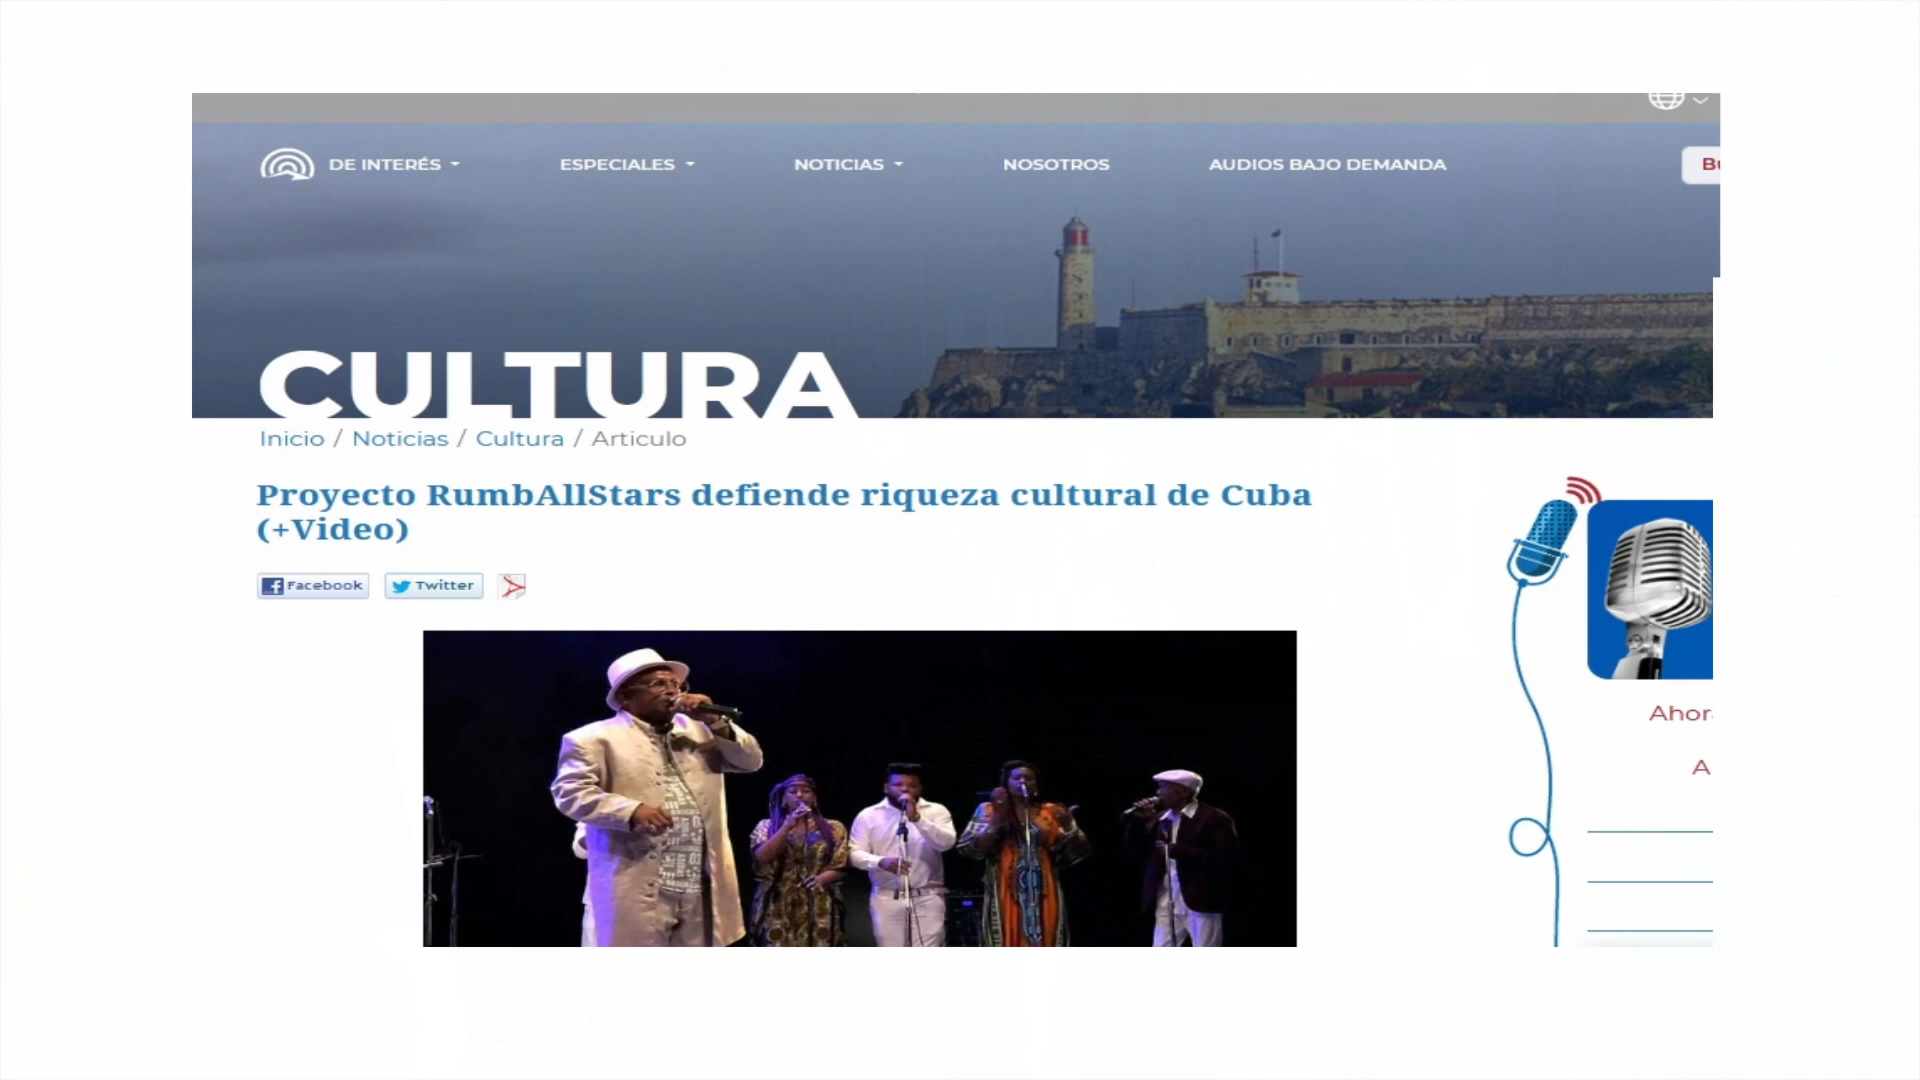 DE INTERÉS
ESPECIALES
NOTICIAS
NOSOTROS
AUDIOS BAJO DEMANDA
CULTURA
Inicio / Noticias / Cultura / Articulo
Proyecto RumbAllStars defiende riqueza cultural de Cuba
(+Video)
Facebook
Twitter